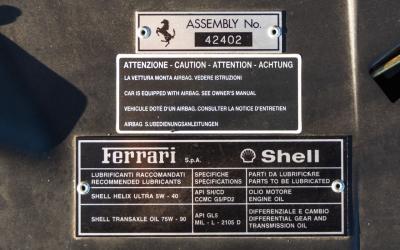 ASSEMBLY No.
42402
ATTENZIONE - CAUTION - ATTENTION - ACHTUNG
LA VETTURA MONTA AIRBAG. VEDERE ISTRUZIONI
CAR IS EQUIPPED WITH AIRBAG. SEE OWNER'S MANUAL
VEHICULE DOTÉ D'UN AIRBAG. CONSULTER LA NOTICE D'ENTRETIEN
AIRBAG S.UBEDIENUNGSANLEITUNGEN
Ferrari S.p.A. Shell
LUBRIFICANTI RACCOMANDATI SPECIFICHE PARTI DA LUBRIFICARE
RECOMMENDED LUBRICANTS SPECIFICATIONS PARTS TO BE LUBRICATED
SHELL HELIX ULTRA 5W - 40 API SH/CD OLIO MOTORE
CCMC G5/PD2 ENGINE OIL
SHELL TRANSAXLE OIL 75W - 90 API GL5 DIFFERENZIALE E CAMBIO
MIL - L - 2105 D DIFFERENTIAL GEAR AND
TRANSMISSION OIL